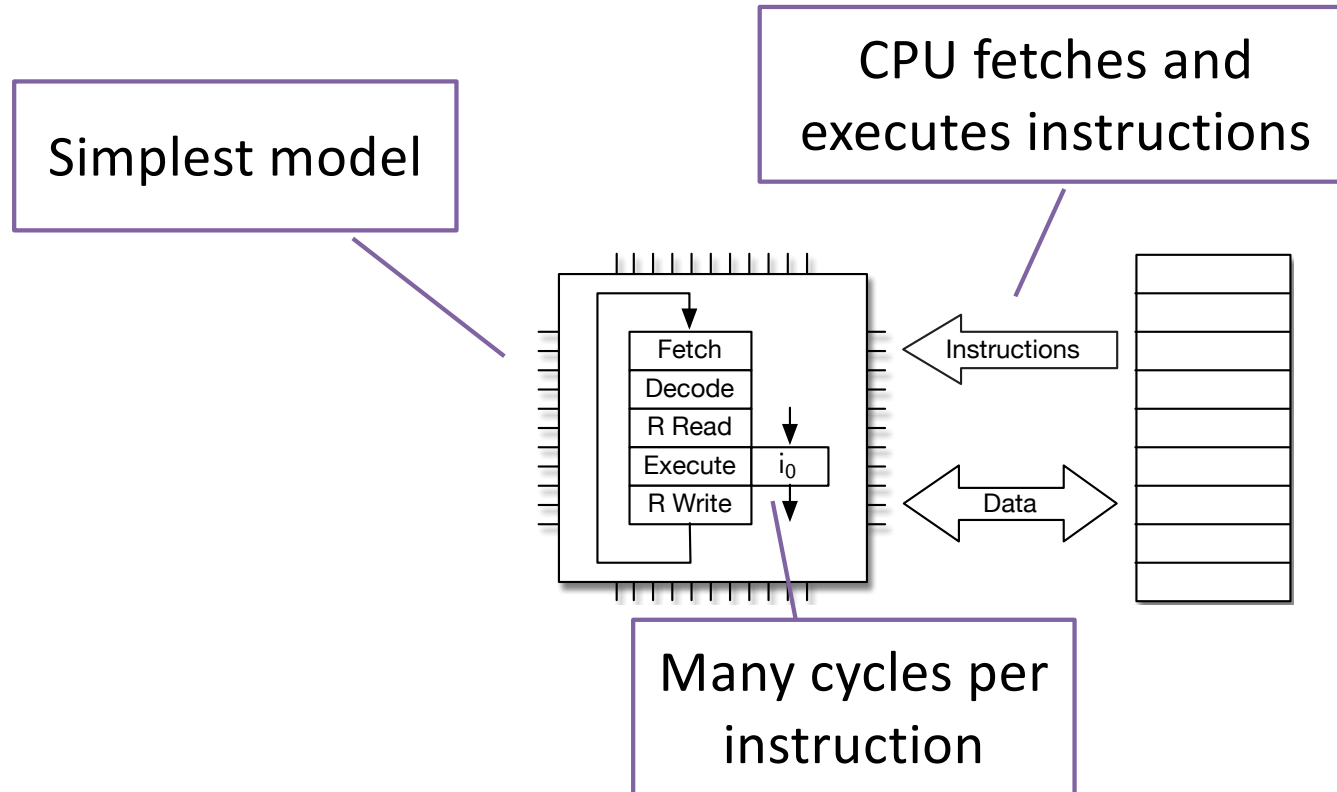 CPU fetches and
executes instructions
Simplest model
Fetch
Decode
R Read
Execute
i₀
R Write
Instructions
Data
Many cycles per
instruction